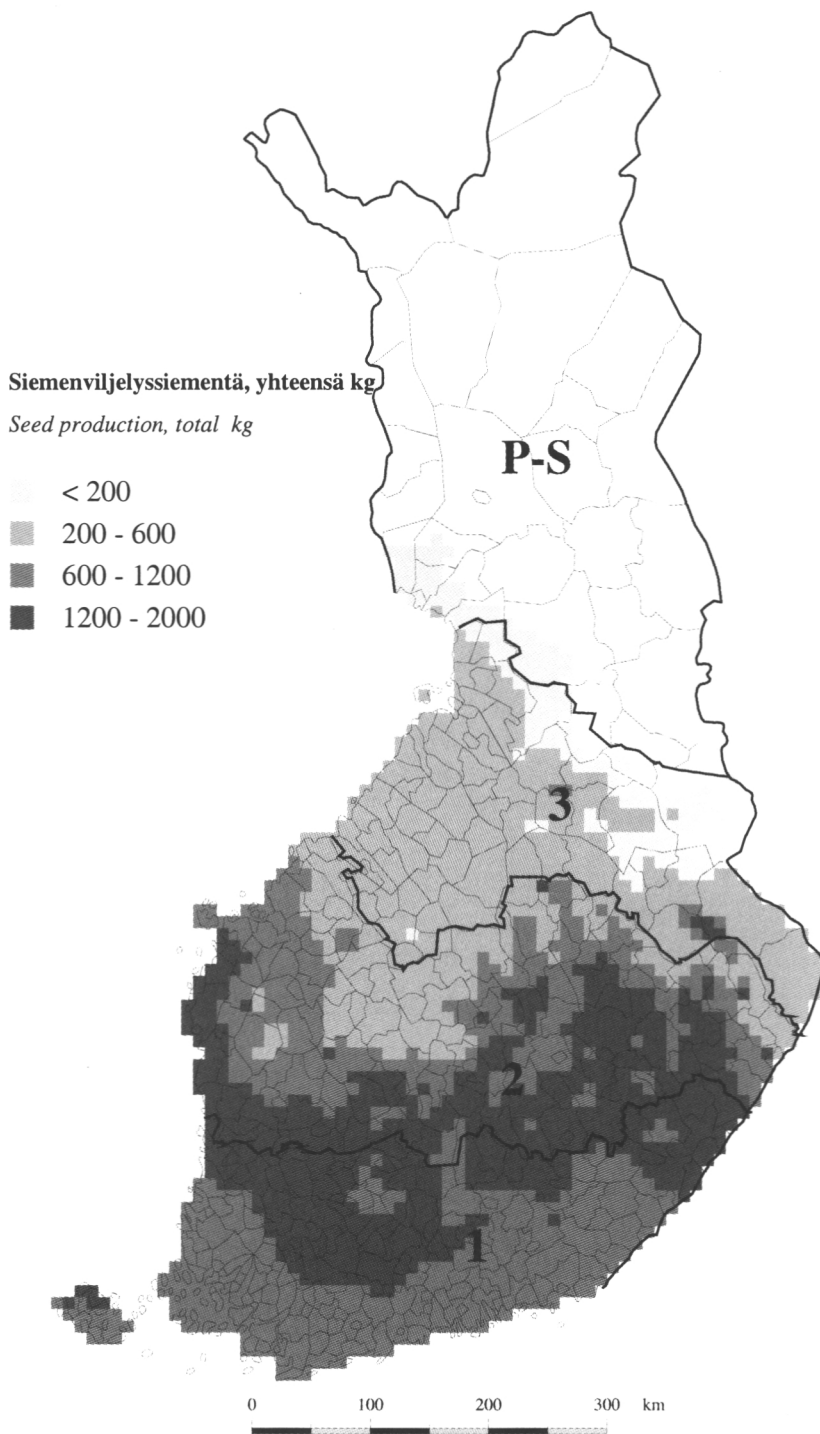 Siemenviljelyssiementä, yhteensä kg
Seed production, total kg
< 200
200 - 600
600 - 1200
1200 - 2000
P-S
3
2
1
0 100 200 300 km